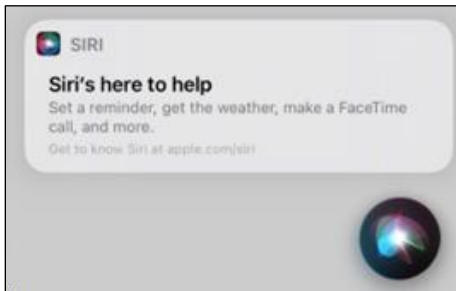 SIRI
Siri's here to help
Set a reminder, get the weather, make a FaceTime
call, and more.
Get to know Siri at apple.com/siri